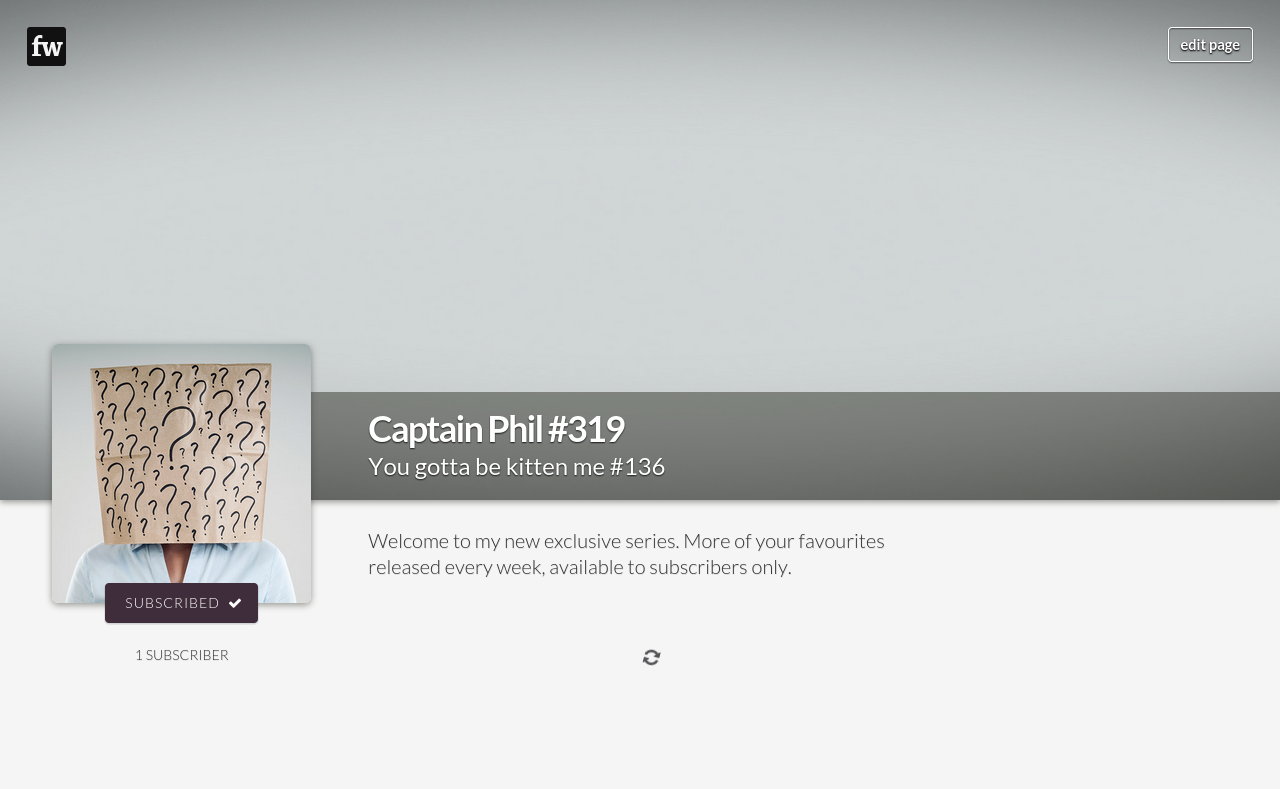 fw
edit page
Captain Phil #319
You gotta be kitten me #136
Welcome to my new exclusive series. More of your favourites
released every week, available to subscribers only.
SUBSCRIBED
1 SUBSCRIBER